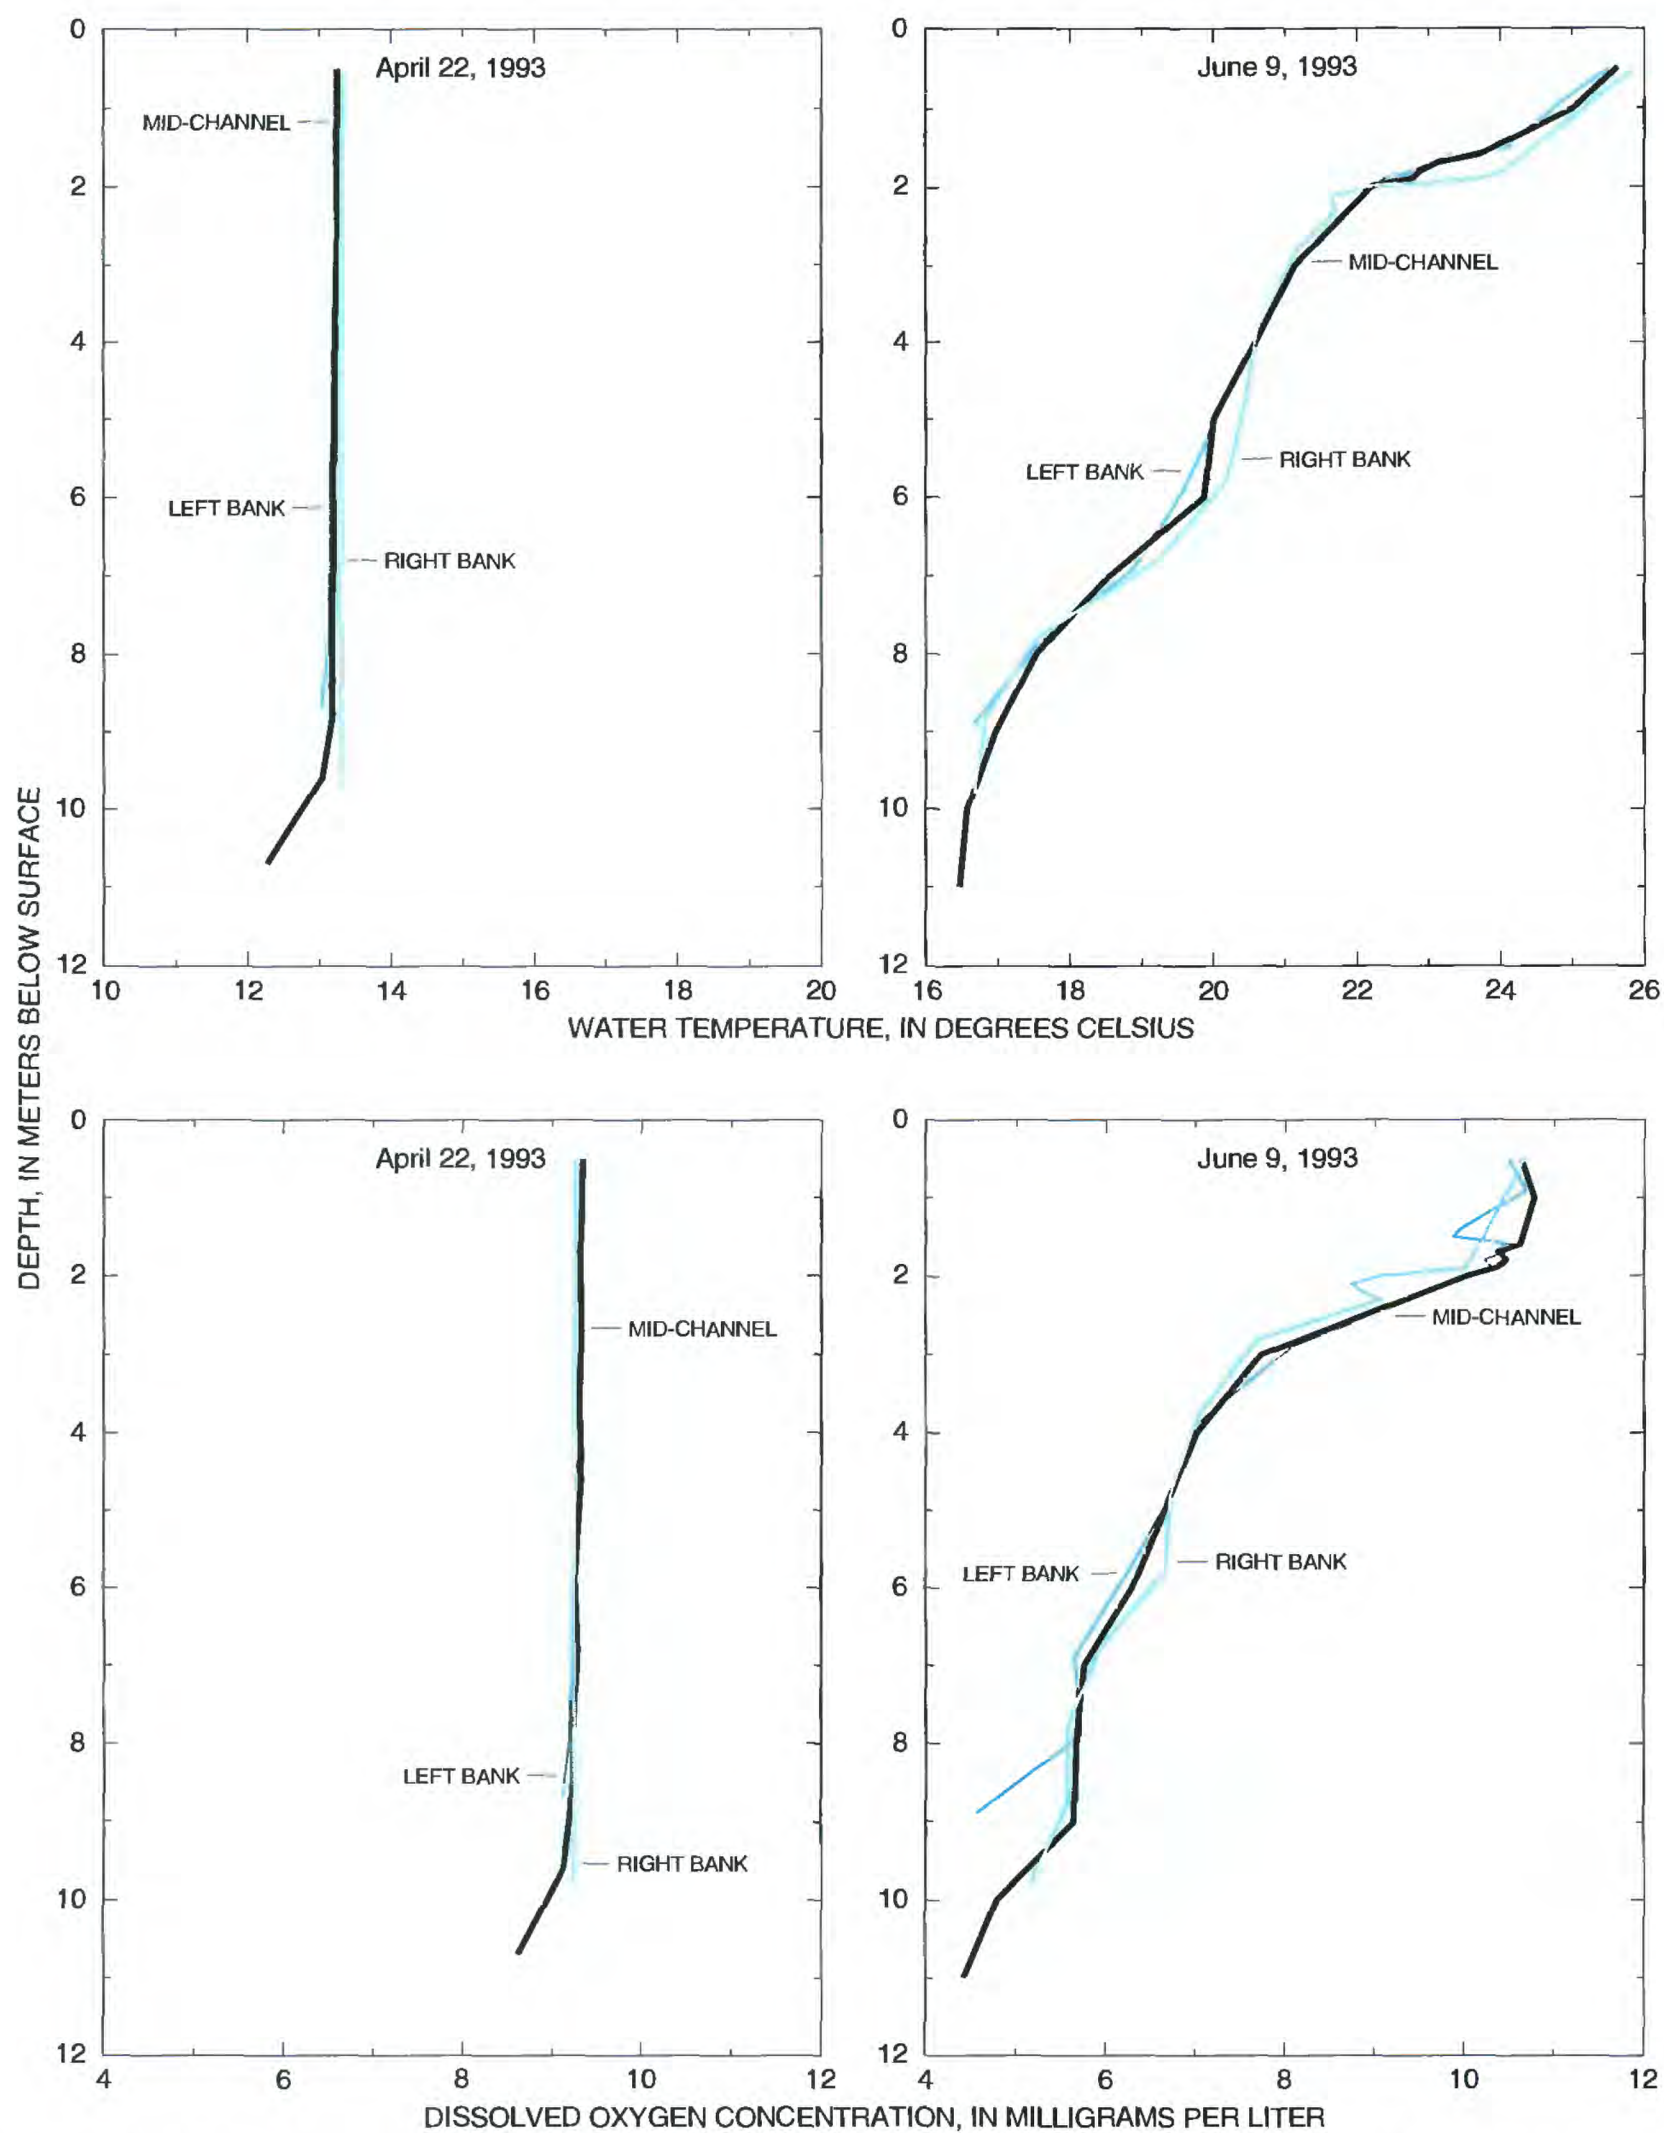 0
2
4
6
8
10
12
April 22, 1993
MID-CHANNEL
LEFT BANK
RIGHT BANK
10 12 14 16 18 20
0
2
4
6
8
10
12
June 9, 1993
MID-CHANNEL
LEFT BANK
RIGHT BANK
16 18 20 22 24 26
WATER TEMPERATURE, IN DEGREES CELSIUS
DEPTH, IN METERS BELOW SURFACE
0
2
4
6
8
10
12
April 22, 1993
MID-CHANNEL
LEFT BANK
RIGHT BANK
4 6 8 10 12
0
2
4
6
8
10
12
June 9, 1993
MID-CHANNEL
LEFT BANK
RIGHT BANK
4 6 8 10 12
DISSOLVED OXYGEN CONCENTRATION, IN MILLIGRAMS PER LITER